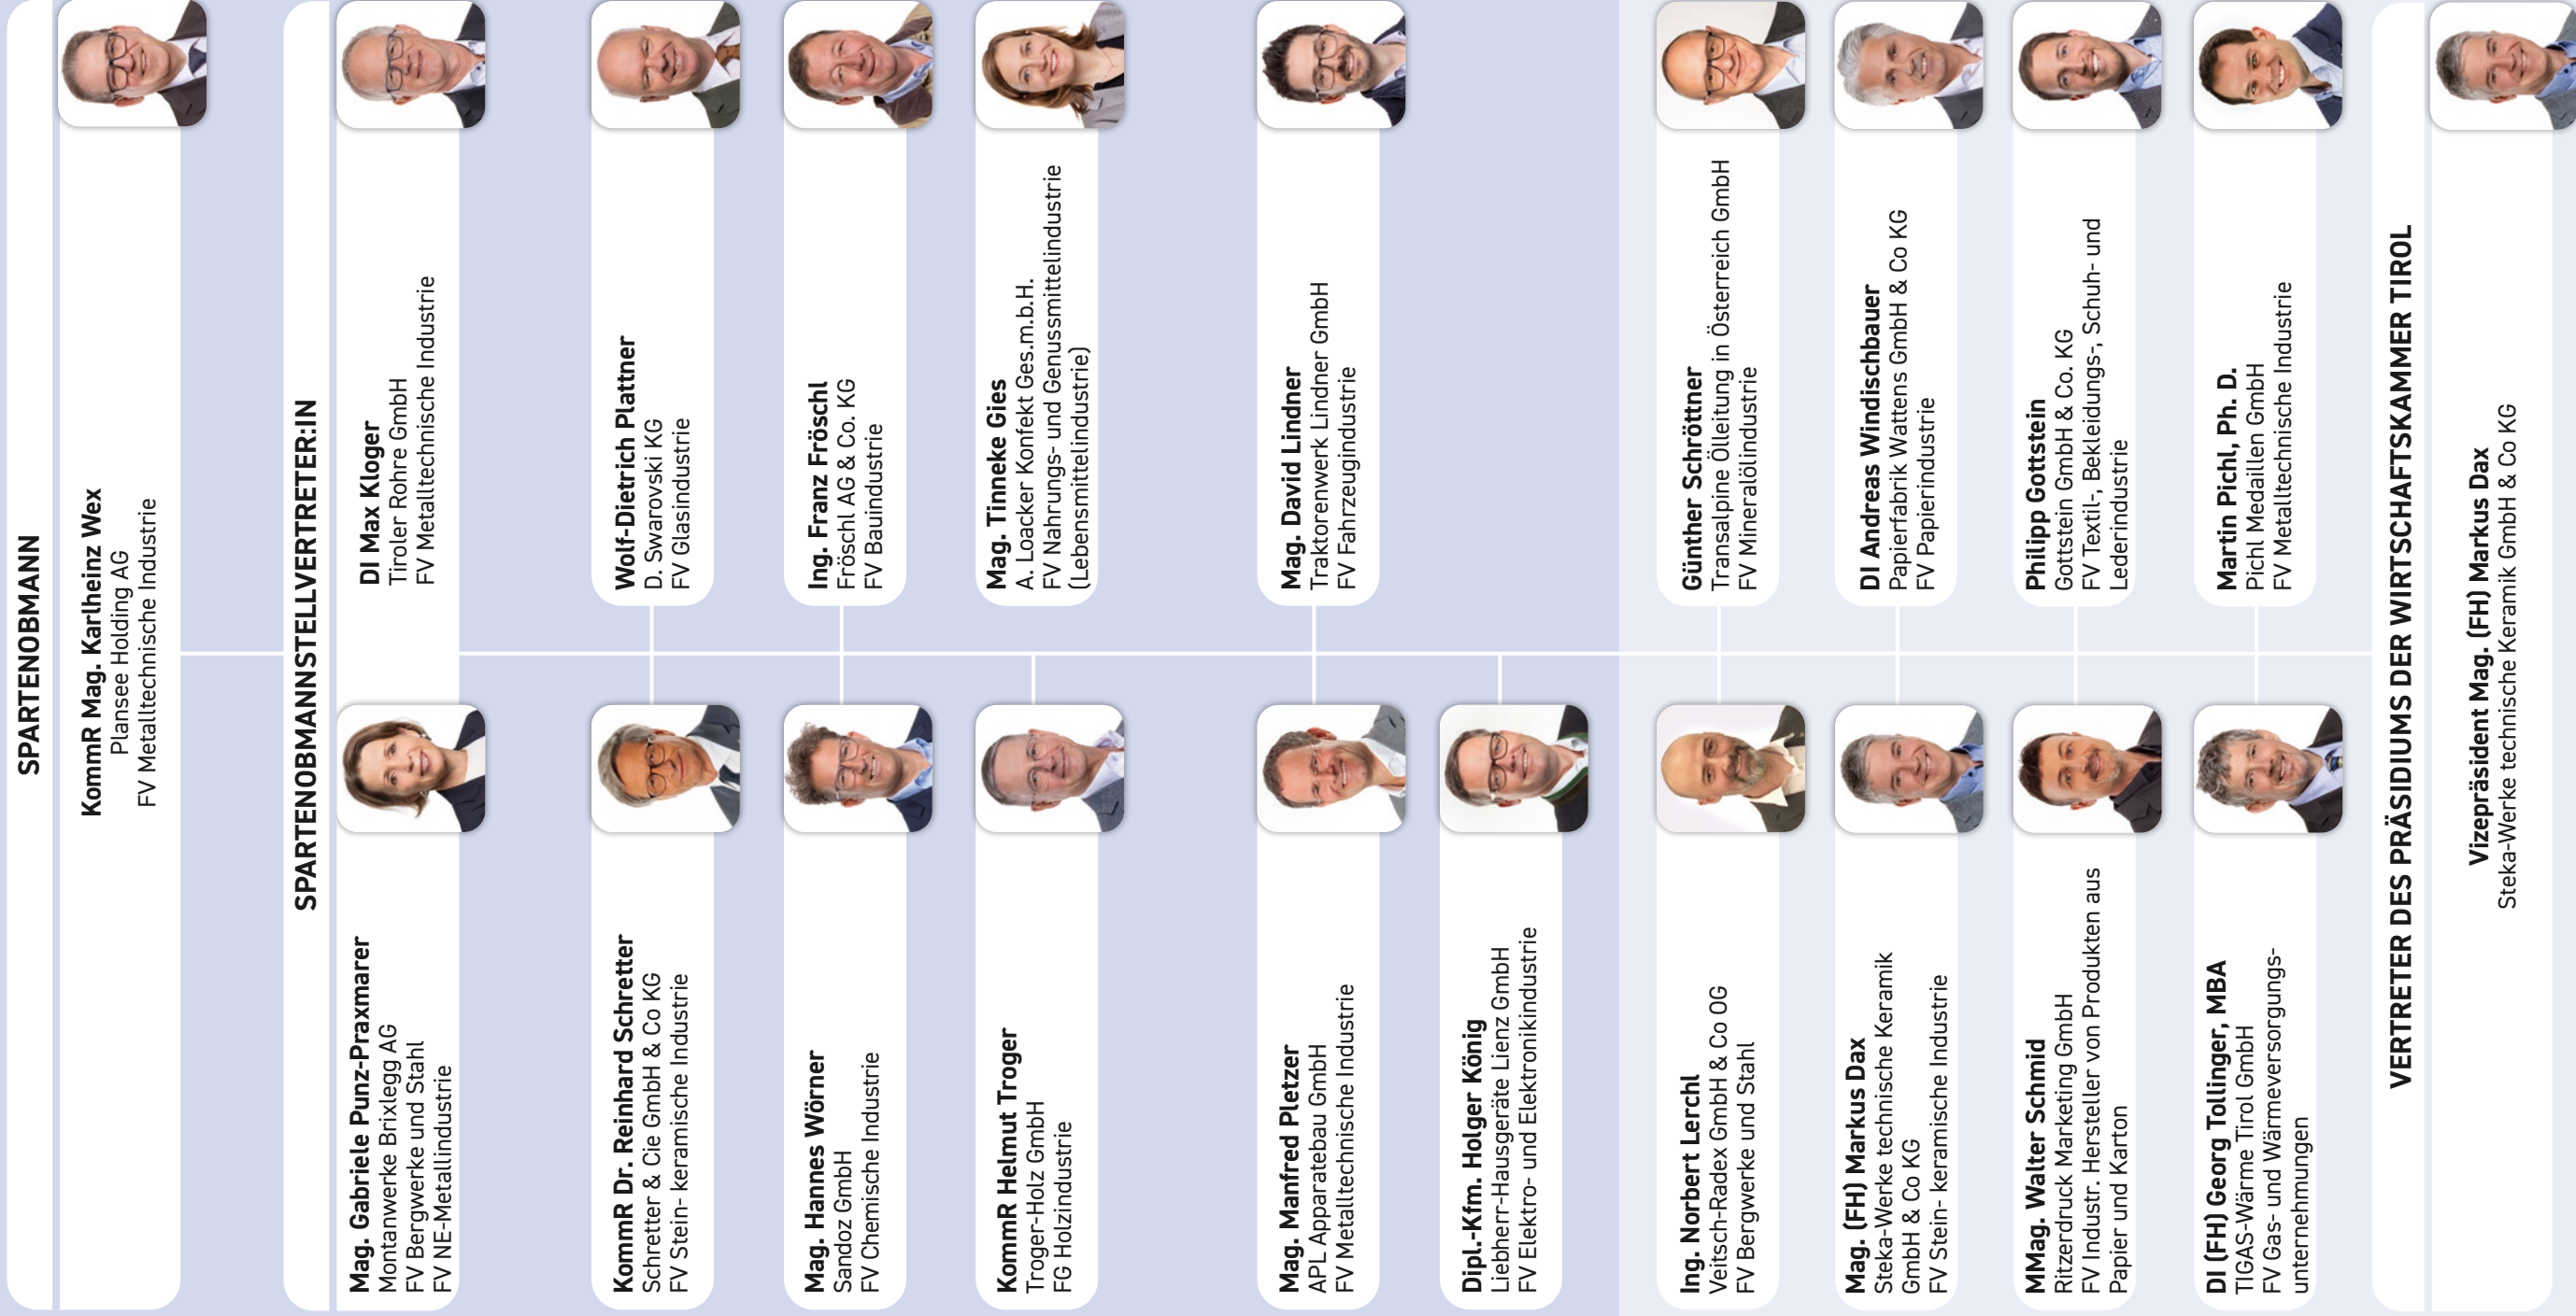 SPARTENOBMANN
KommR Mag. Karlheinz Wex
Plansee Holding AG
FV Metalltechnische Industrie
SPARTENOBMANNSTELLVERTRETER:IN
Mag. Gabriele Punz-Praxmarer
Montanwerke Brixlegg AG
FV Bergwerke und Stahl
FV NE-Metallindustrie
DI Max Kloger
Tiroler Rohre GmbH
FV Metalltechnische Industrie
KommR Dr. Reinhard Schretter
Schretter & Cie GmbH & Co KG
FV Stein- keramische Industrie
Wolf-Dietrich Plattner
D. Swarovski KG
FV Glasindustrie
Mag. Hannes Wörner
Sandoz GmbH
FV Chemische Industrie
Ing. Franz Fröschl
Fröschl AG & Co. KG
FV Bauindustrie
KommR Helmut Troger
Troger-Holz GmbH
FG Holzindustrie
Mag. Tinneke Gies
A. Loacker Konfekt Ges.m.b.H.
FV Nahrungs- und Genussmittelindustrie
(Lebensmittelindustrie)
Mag. Manfred Pletzer
APL Apparatebau GmbH
FV Metalltechnische Industrie
Mag. David Lindner
Traktorenwerk Lindner GmbH
FV Fahrzeugindustrie
Dipl.-Kfm. Holger König
Liebherr-Hausgeräte Lienz GmbH
FV Elektro- und Elektronikindustrie
Ing. Norbert Lerchl
Veitsch-Radex GmbH & Co OG
FV Bergwerke und Stahl
Günther Schröttner
Transalpine Ölleitung in Österreich GmbH
FV Mineralölindustrie
Mag. (FH) Markus Dax
Steka-Werke technische Keramik
GmbH & Co KG
FV Stein- keramische Industrie
DI Andreas Windischbauer
Papierfabrik Wattens GmbH & Co KG
FV Papierindustrie
MMag. Walter Schmid
Ritzerdruck Marketing GmbH
FV Industr. Hersteller von Produkten aus
Papier und Karton
Philipp Gottstein
Gottstein GmbH & Co. KG
FV Textil-, Bekleidungs-, Schuh- und
Lederindustrie
DI (FH) Georg Tollinger, MBA
TIGAS-Wärme Tirol GmbH
FV Gas- und Wärmeversorgungs-
unternehmungen
Martin Pichl, Ph. D.
Pichl Medaillen GmbH
FV Metalltechnische Industrie
VERTRETER DES PRÄSIDIUMS DER WIRTSCHAFTSKAMMER TIROL
Vizepräsident Mag. (FH) Markus Dax
Steka-Werke technische Keramik GmbH & Co KG